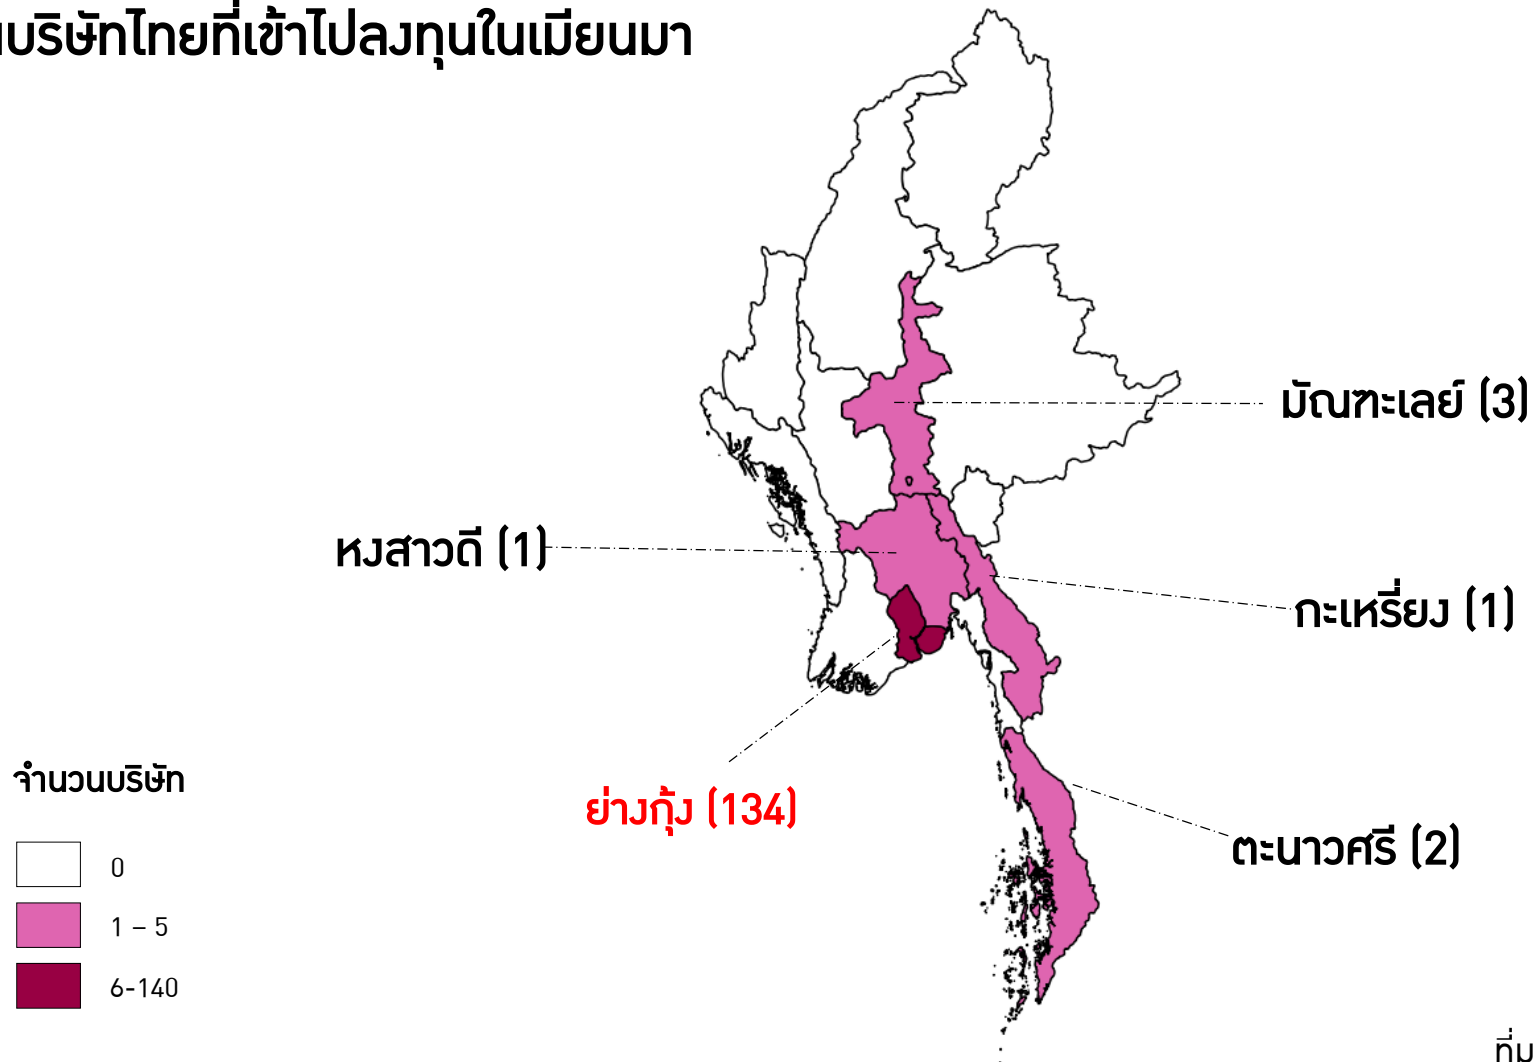 บริษัทไทยที่เข้าไปลงทุนในเมียนมา
มัณฑะเลย์ (3)
หงสาวดี (1)
กะเหรี่ยง (1)
ย่างกุ้ง (134)
ตะนาวศรี (2)
จำนวนบริษัท
0
1 – 5
6-140